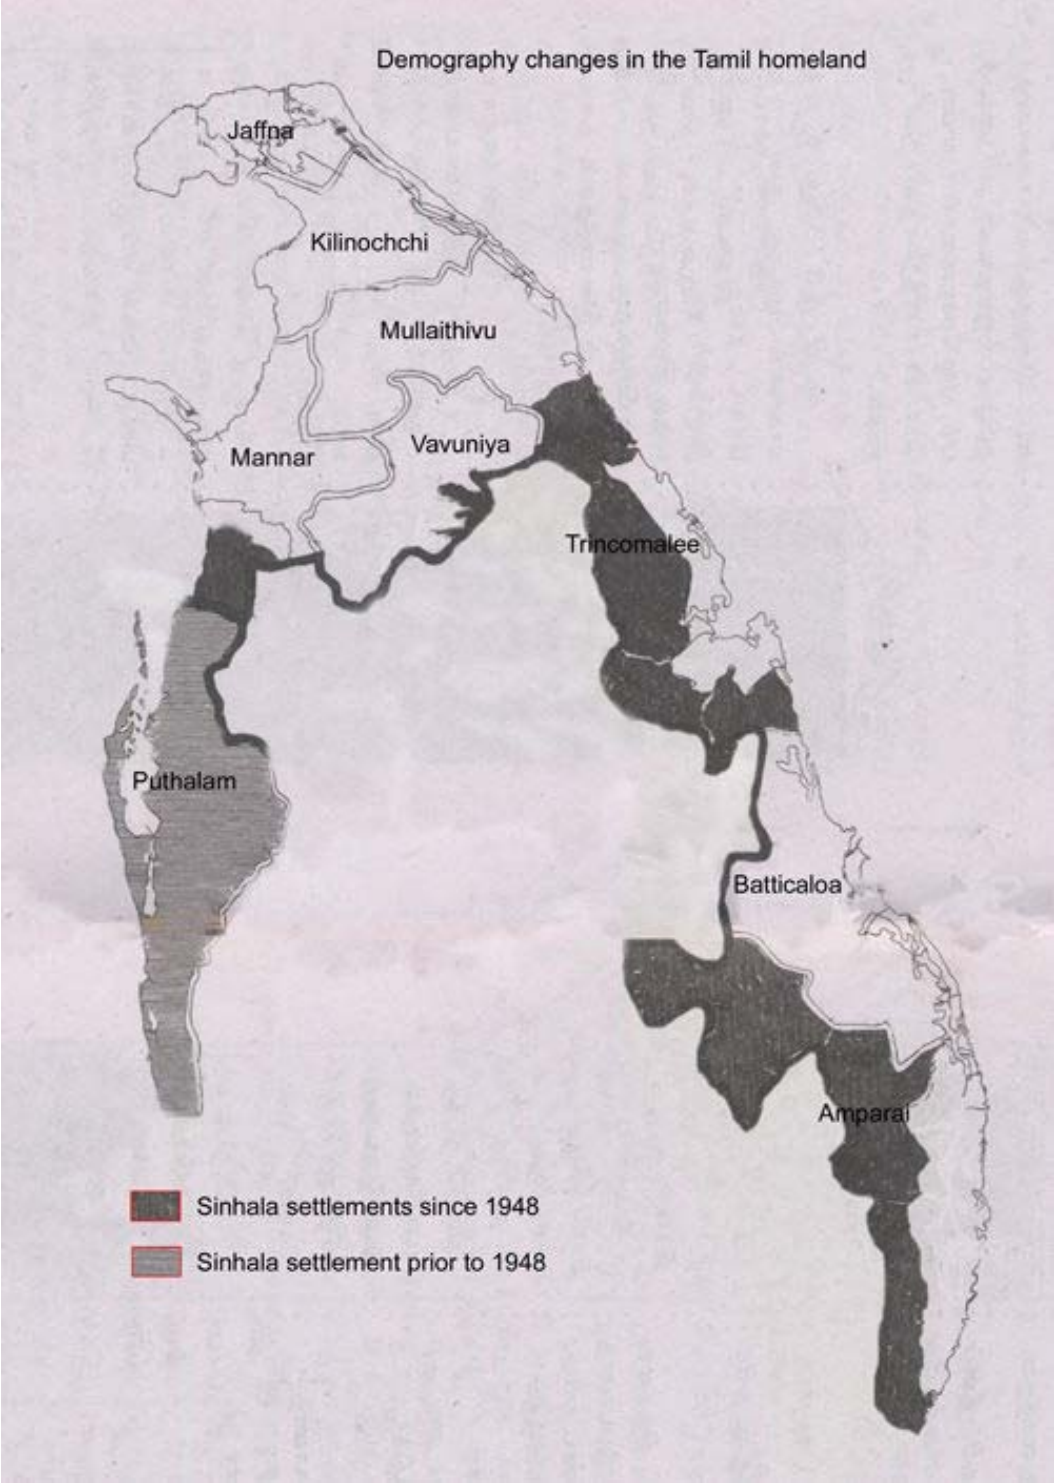 Demography changes in the Tamil homeland
Jaffna
Kilinochchi
Mullaithivu
Vavuniya
Mannar
Trincomalee
Puthalam
Batticaloa
Amparai
Sinhala settlements since 1948
Sinhala settlement prior to 1948